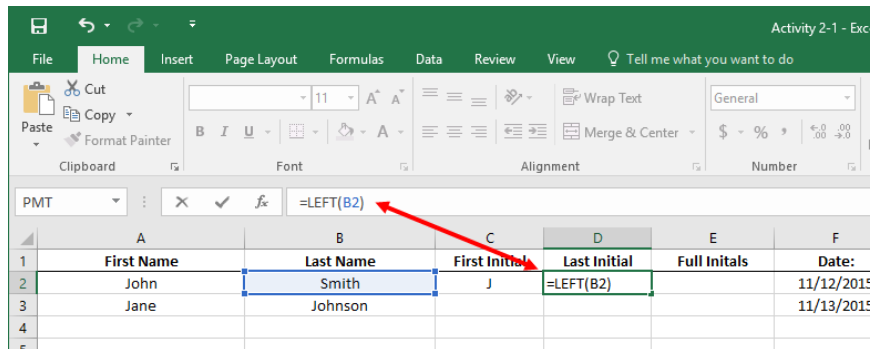 Activity 2-1 - Exc
File Home Insert Page Layout Formulas Data Review View Tell me what you want to do
Paste
Cut
Copy
Format Painter
Clipboard
11 A A
B I U A
Font
Wrap Text
Merge & Center
Alignment
General
$ % , .0 .00 .00 .0
Number
PMT fx =LEFT(B2)
A B C D E F
1 First Name Last Name First Initial Last Initial Full Initals Date:
2 John Smith J =LEFT(B2) 11/12/2015
3 Jane Johnson 11/13/2015
4
5